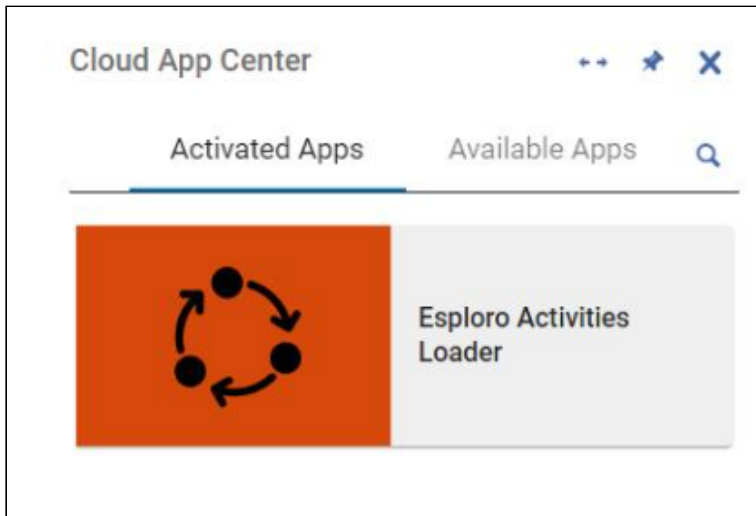 Cloud App Center
Activated Apps Available Apps
Esploro Activities
Loader